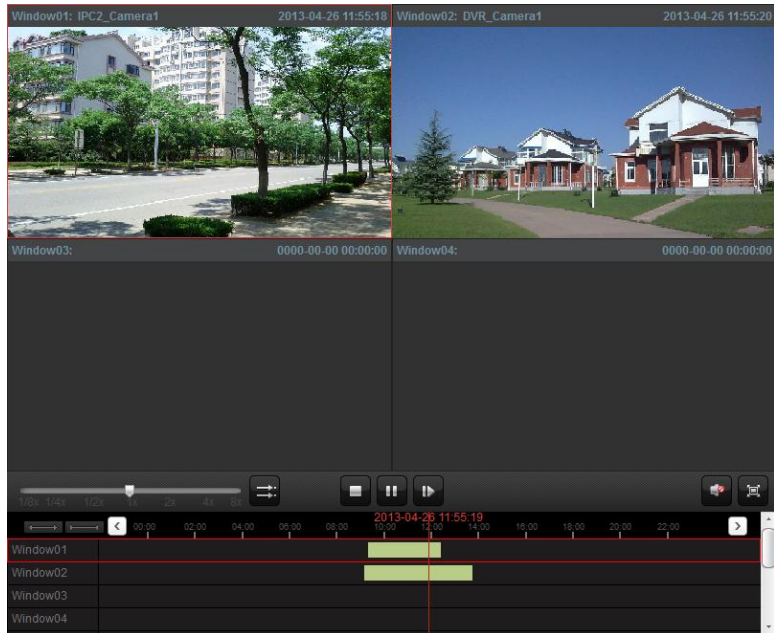 Window01: IPC2_Camera1 2013-04-26 11:55:18 Window02: DVR_Camera1 2013-04-26 11:55:20
Window03: 0000-00-00 00:00:00 Window04: 0000-00-00 00:00:00
1/8x 1/4x 1/2x 1x 2x 4x 8x
2013-04-26 11:55:19
00:00 02:00 04:00 06:00 08:00 10:00 12:00 14:00 16:00 18:00 20:00 22:00
Window01
Window02
Window03
Window04